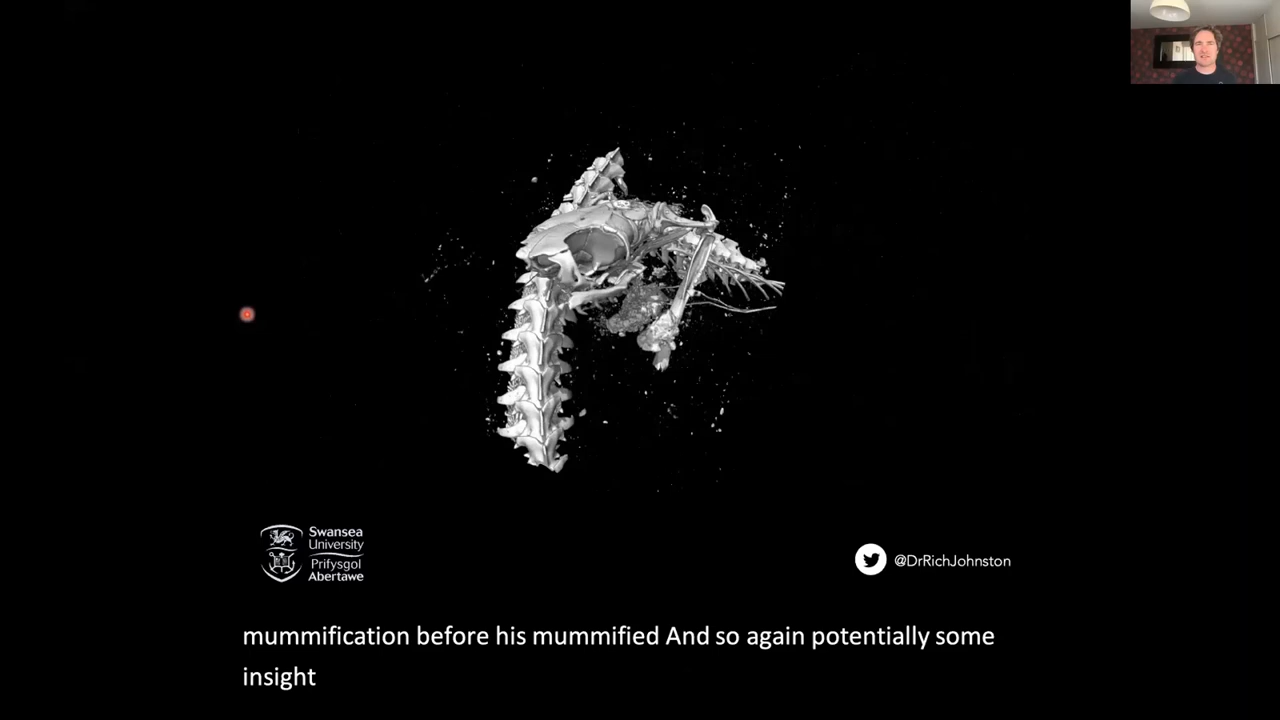 Swansea
University
Prifysgol
Abertawe
@DrRichJohnston
mummification before his mummified And so again potentially some
insight